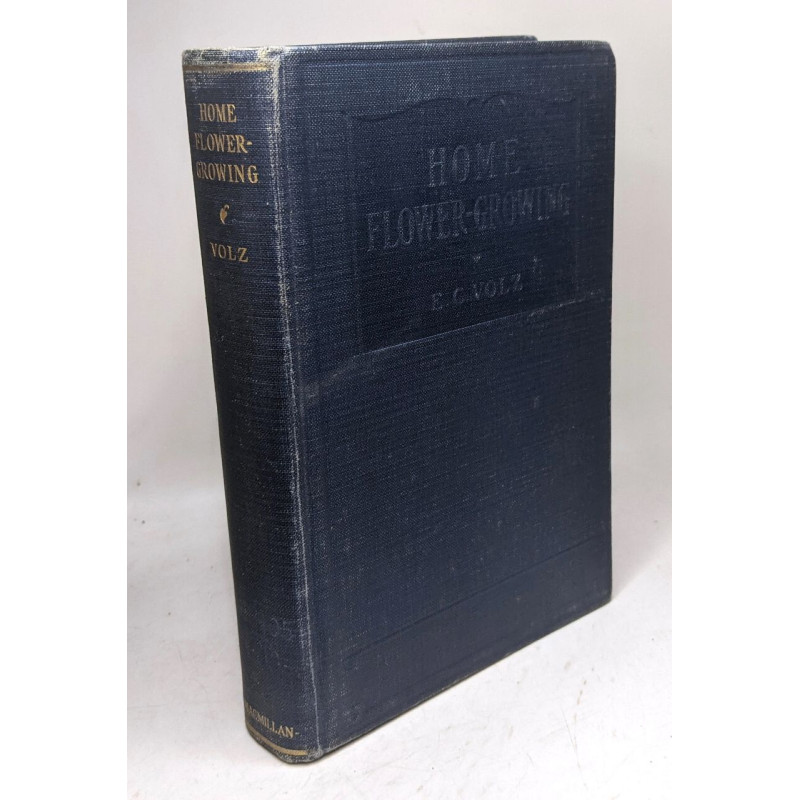 HOME
FLOWER-
GROWING
VOLZ
MACMILLAN-
HOME
FLOWER-GROWING
E.C. VOLZ